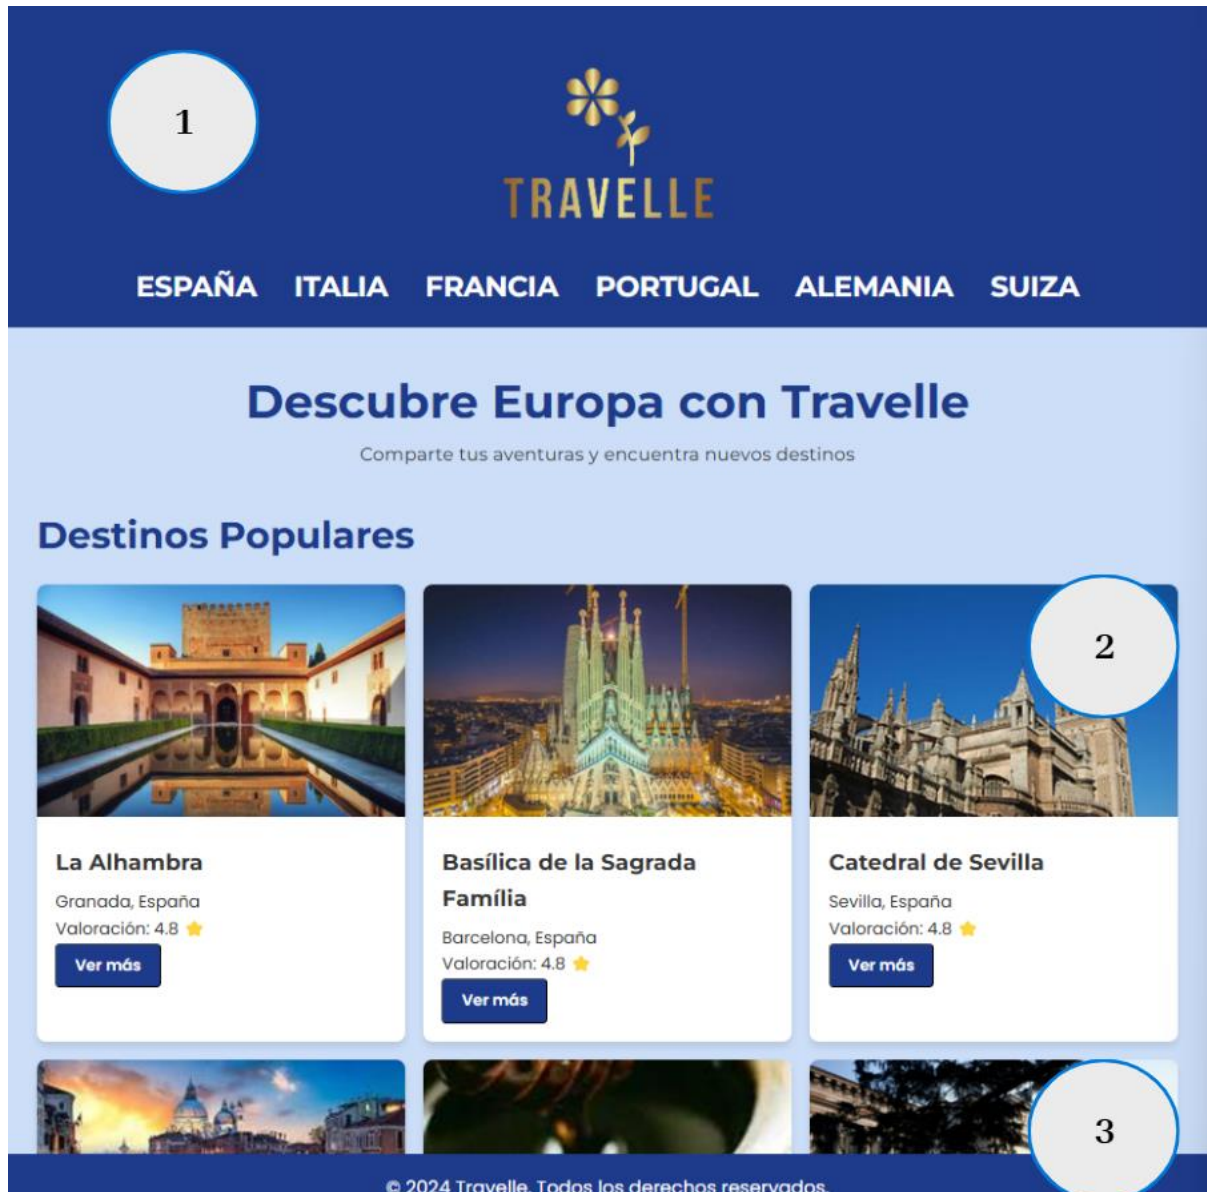 1
TRAVELLE
ESPAÑA ITALIA FRANCIA PORTUGAL ALEMANIA SUIZA
Descubre Europa con Travelle
Comparte tus aventuras y encuentra nuevos destinos
Destinos Populares
2
La Alhambra
Granada, España
Valoración: 4.8
Ver más
Basílica de la Sagrada
Família
Barcelona, España
Valoración: 4.8
Ver más
Catedral de Sevilla
Sevilla, España
Valoración: 4.8
Ver más
3
© 2024 Travelle. Todos los derechos reservados.